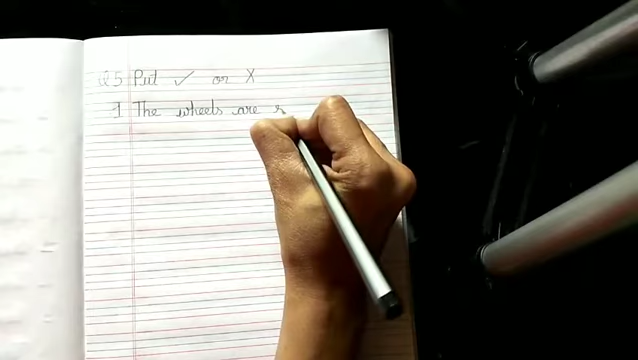 Q5 Put ✓ or X
1 The wheels are